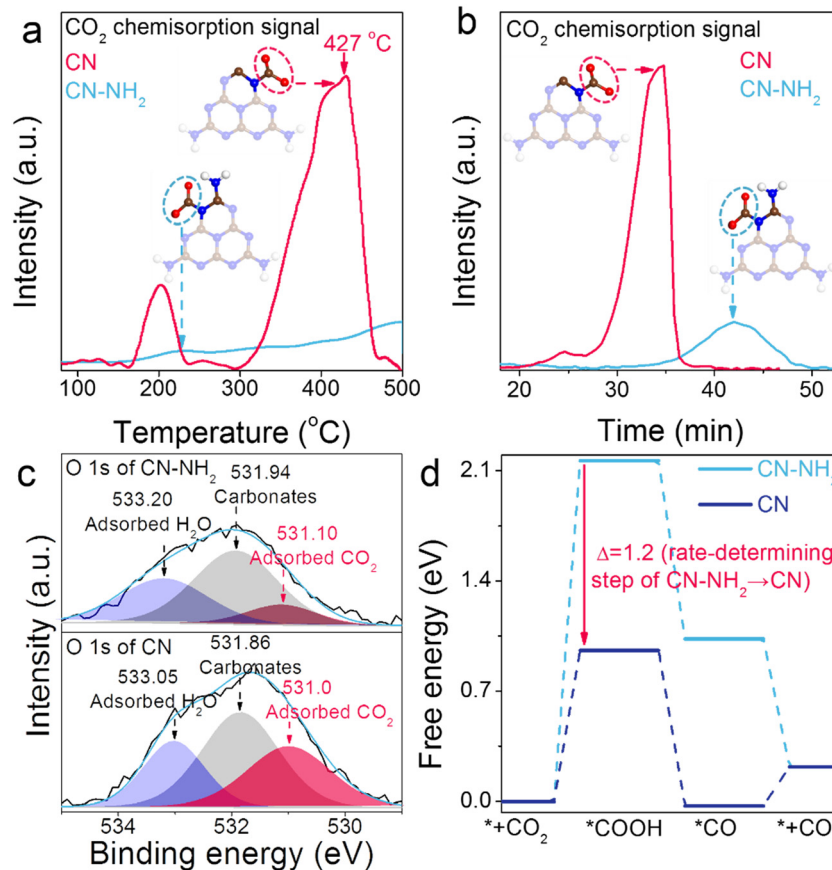 a
CO₂ chemisorption signal
CN
CN-NH₂
427 °C
Intensity (a.u.)
100
200
300
400
500
Temperature (°C)
b
CO₂ chemisorption signal
CN
CN-NH₂
Intensity (a.u.)
20
30
40
50
Time (min)
c
O 1s of CN-NH₂
531.94
Carbonates
533.20
Adsorbed H₂O
531.10
Adsorbed CO₂
O 1s of CN
531.86
Carbonates
533.05
Adsorbed H₂O
531.0
Adsorbed CO₂
Intensity (a.u.)
534
532
530
Binding energy (eV)
d
2.1
1.4
0.7
0.0
Free energy (eV)
CN-NH₂
CN
Δ=1.2 (rate-determining
step of CN-NH₂→CN)
*+CO₂
*COOH
*CO
*+CO